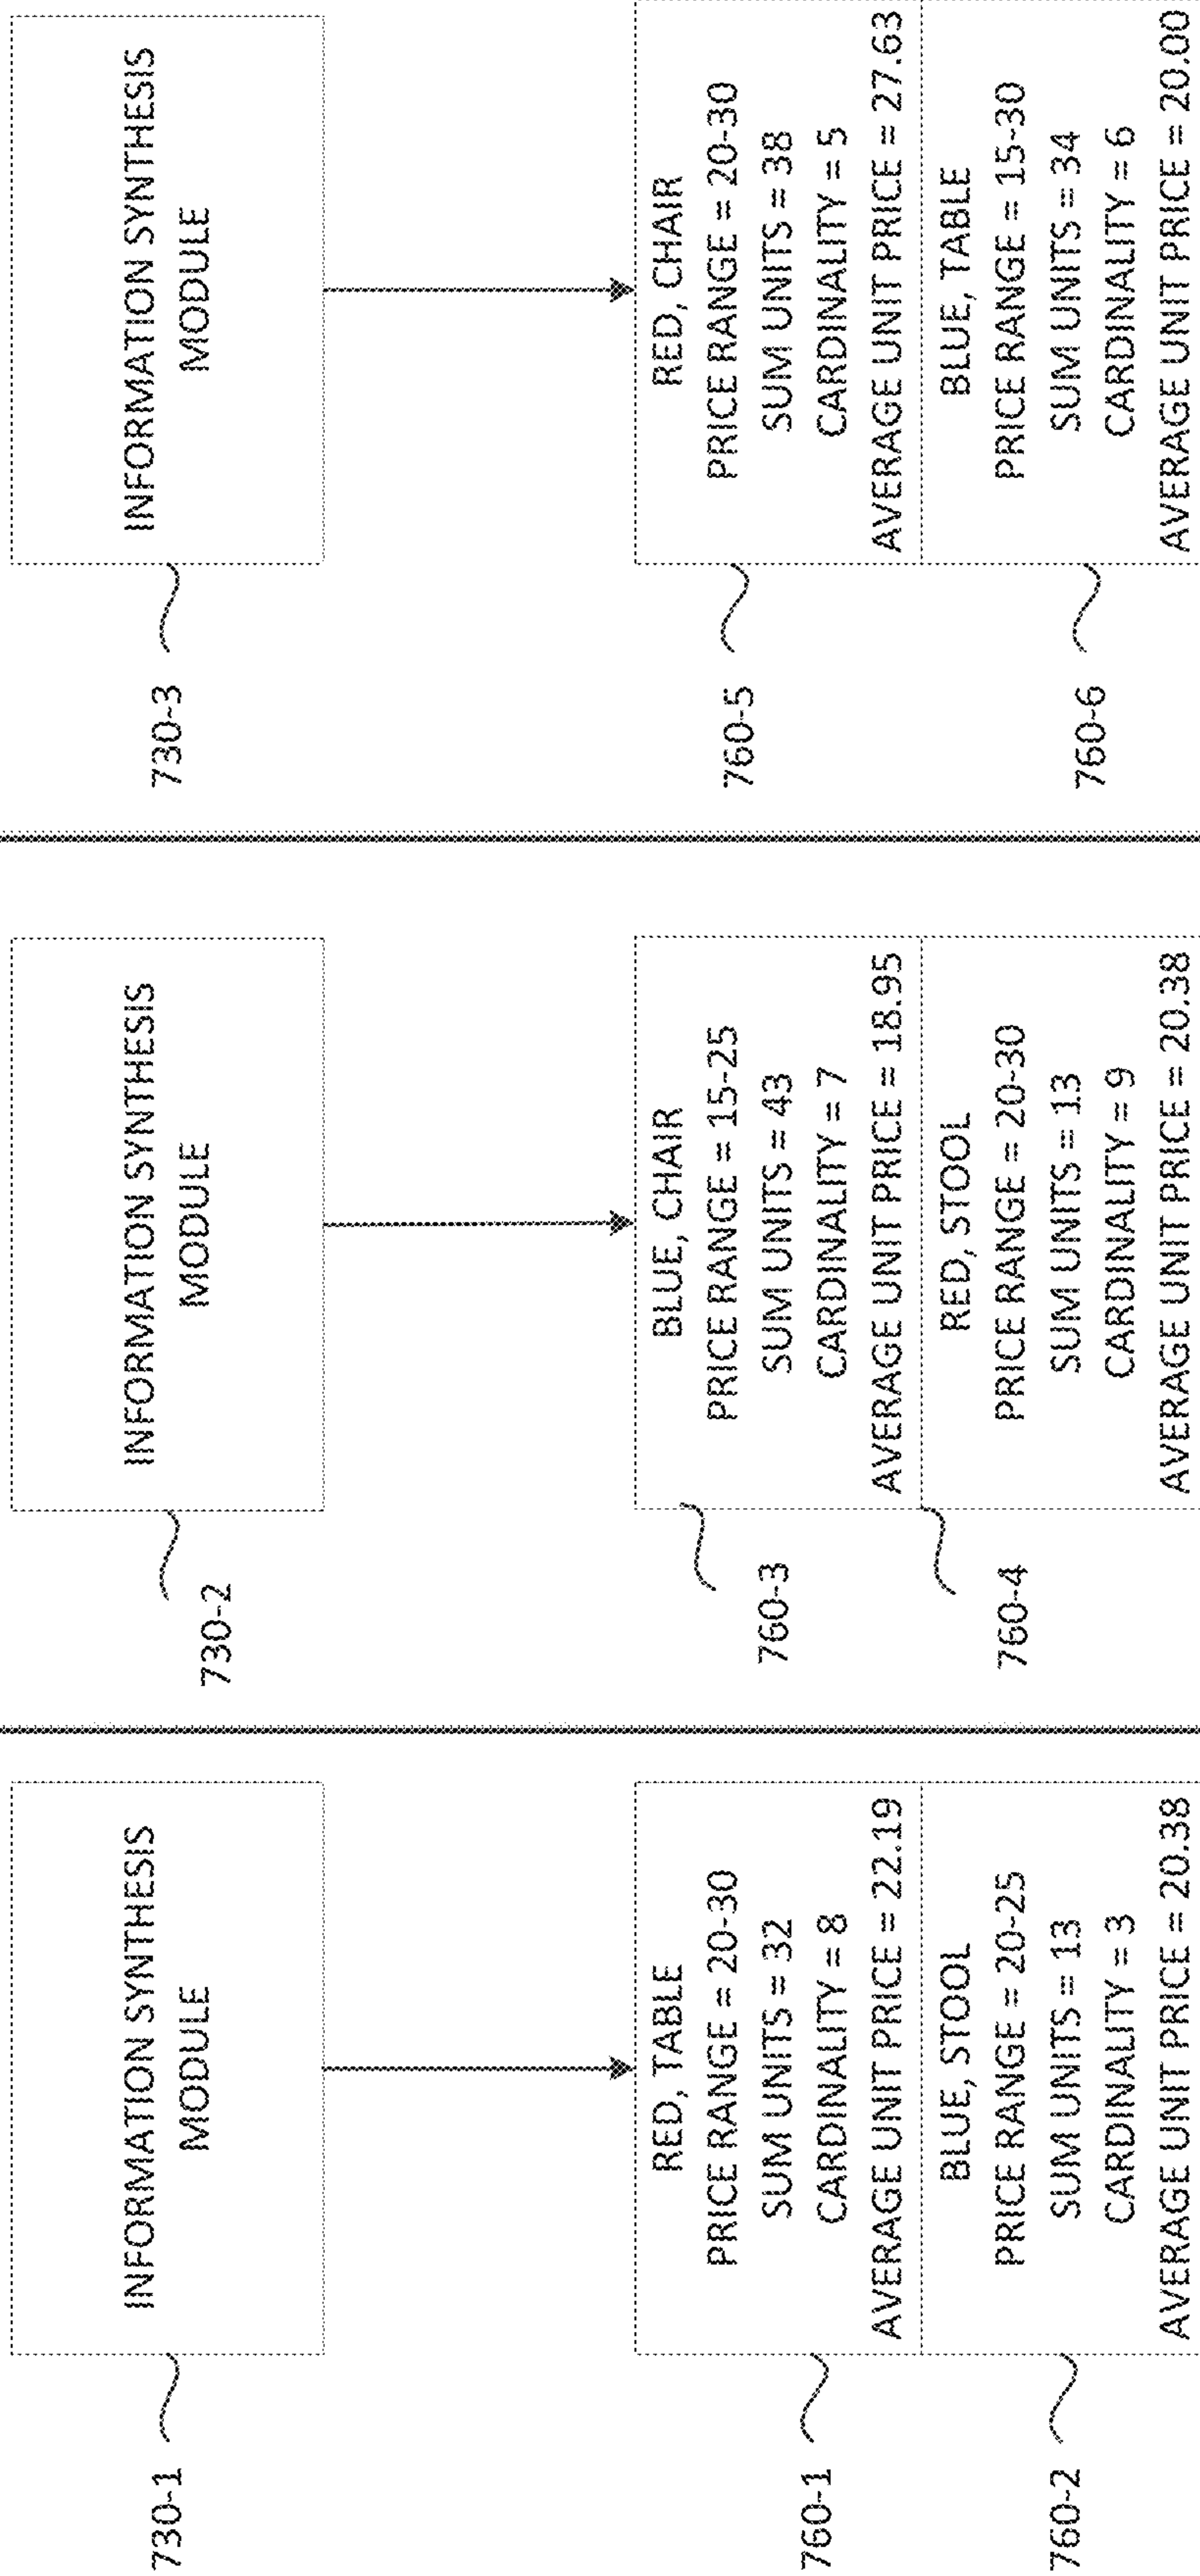 730-1
INFORMATION SYNTHESIS
MODULE
760-1
RED, TABLE
PRICE RANGE = 20-30
SUM UNITS = 32
CARDINALITY = 8
AVERAGE UNIT PRICE = 22.19
760-2
BLUE, STOOL
PRICE RANGE = 20-25
SUM UNITS = 13
CARDINALITY = 3
AVERAGE UNIT PRICE = 20.38
730-2
INFORMATION SYNTHESIS
MODULE
760-3
BLUE, CHAIR
PRICE RANGE = 15-25
SUM UNITS = 43
CARDINALITY = 7
AVERAGE UNIT PRICE = 18.95
760-4
RED, STOOL
PRICE RANGE = 20-30
SUM UNITS = 13
CARDINALITY = 9
AVERAGE UNIT PRICE = 20.38
730-3
INFORMATION SYNTHESIS
MODULE
760-5
RED, CHAIR
PRICE RANGE = 20-30
SUM UNITS = 38
CARDINALITY = 5
AVERAGE UNIT PRICE = 27.63
760-6
BLUE, TABLE
PRICE RANGE = 15-30
SUM UNITS = 34
CARDINALITY = 6
AVERAGE UNIT PRICE = 20.00